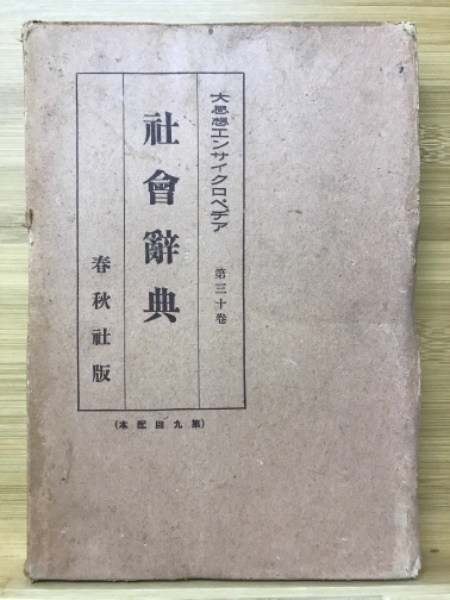 大思想エンサイクロペヂア
第三十巻
社會辭典
春秋社版
(第九回配本)